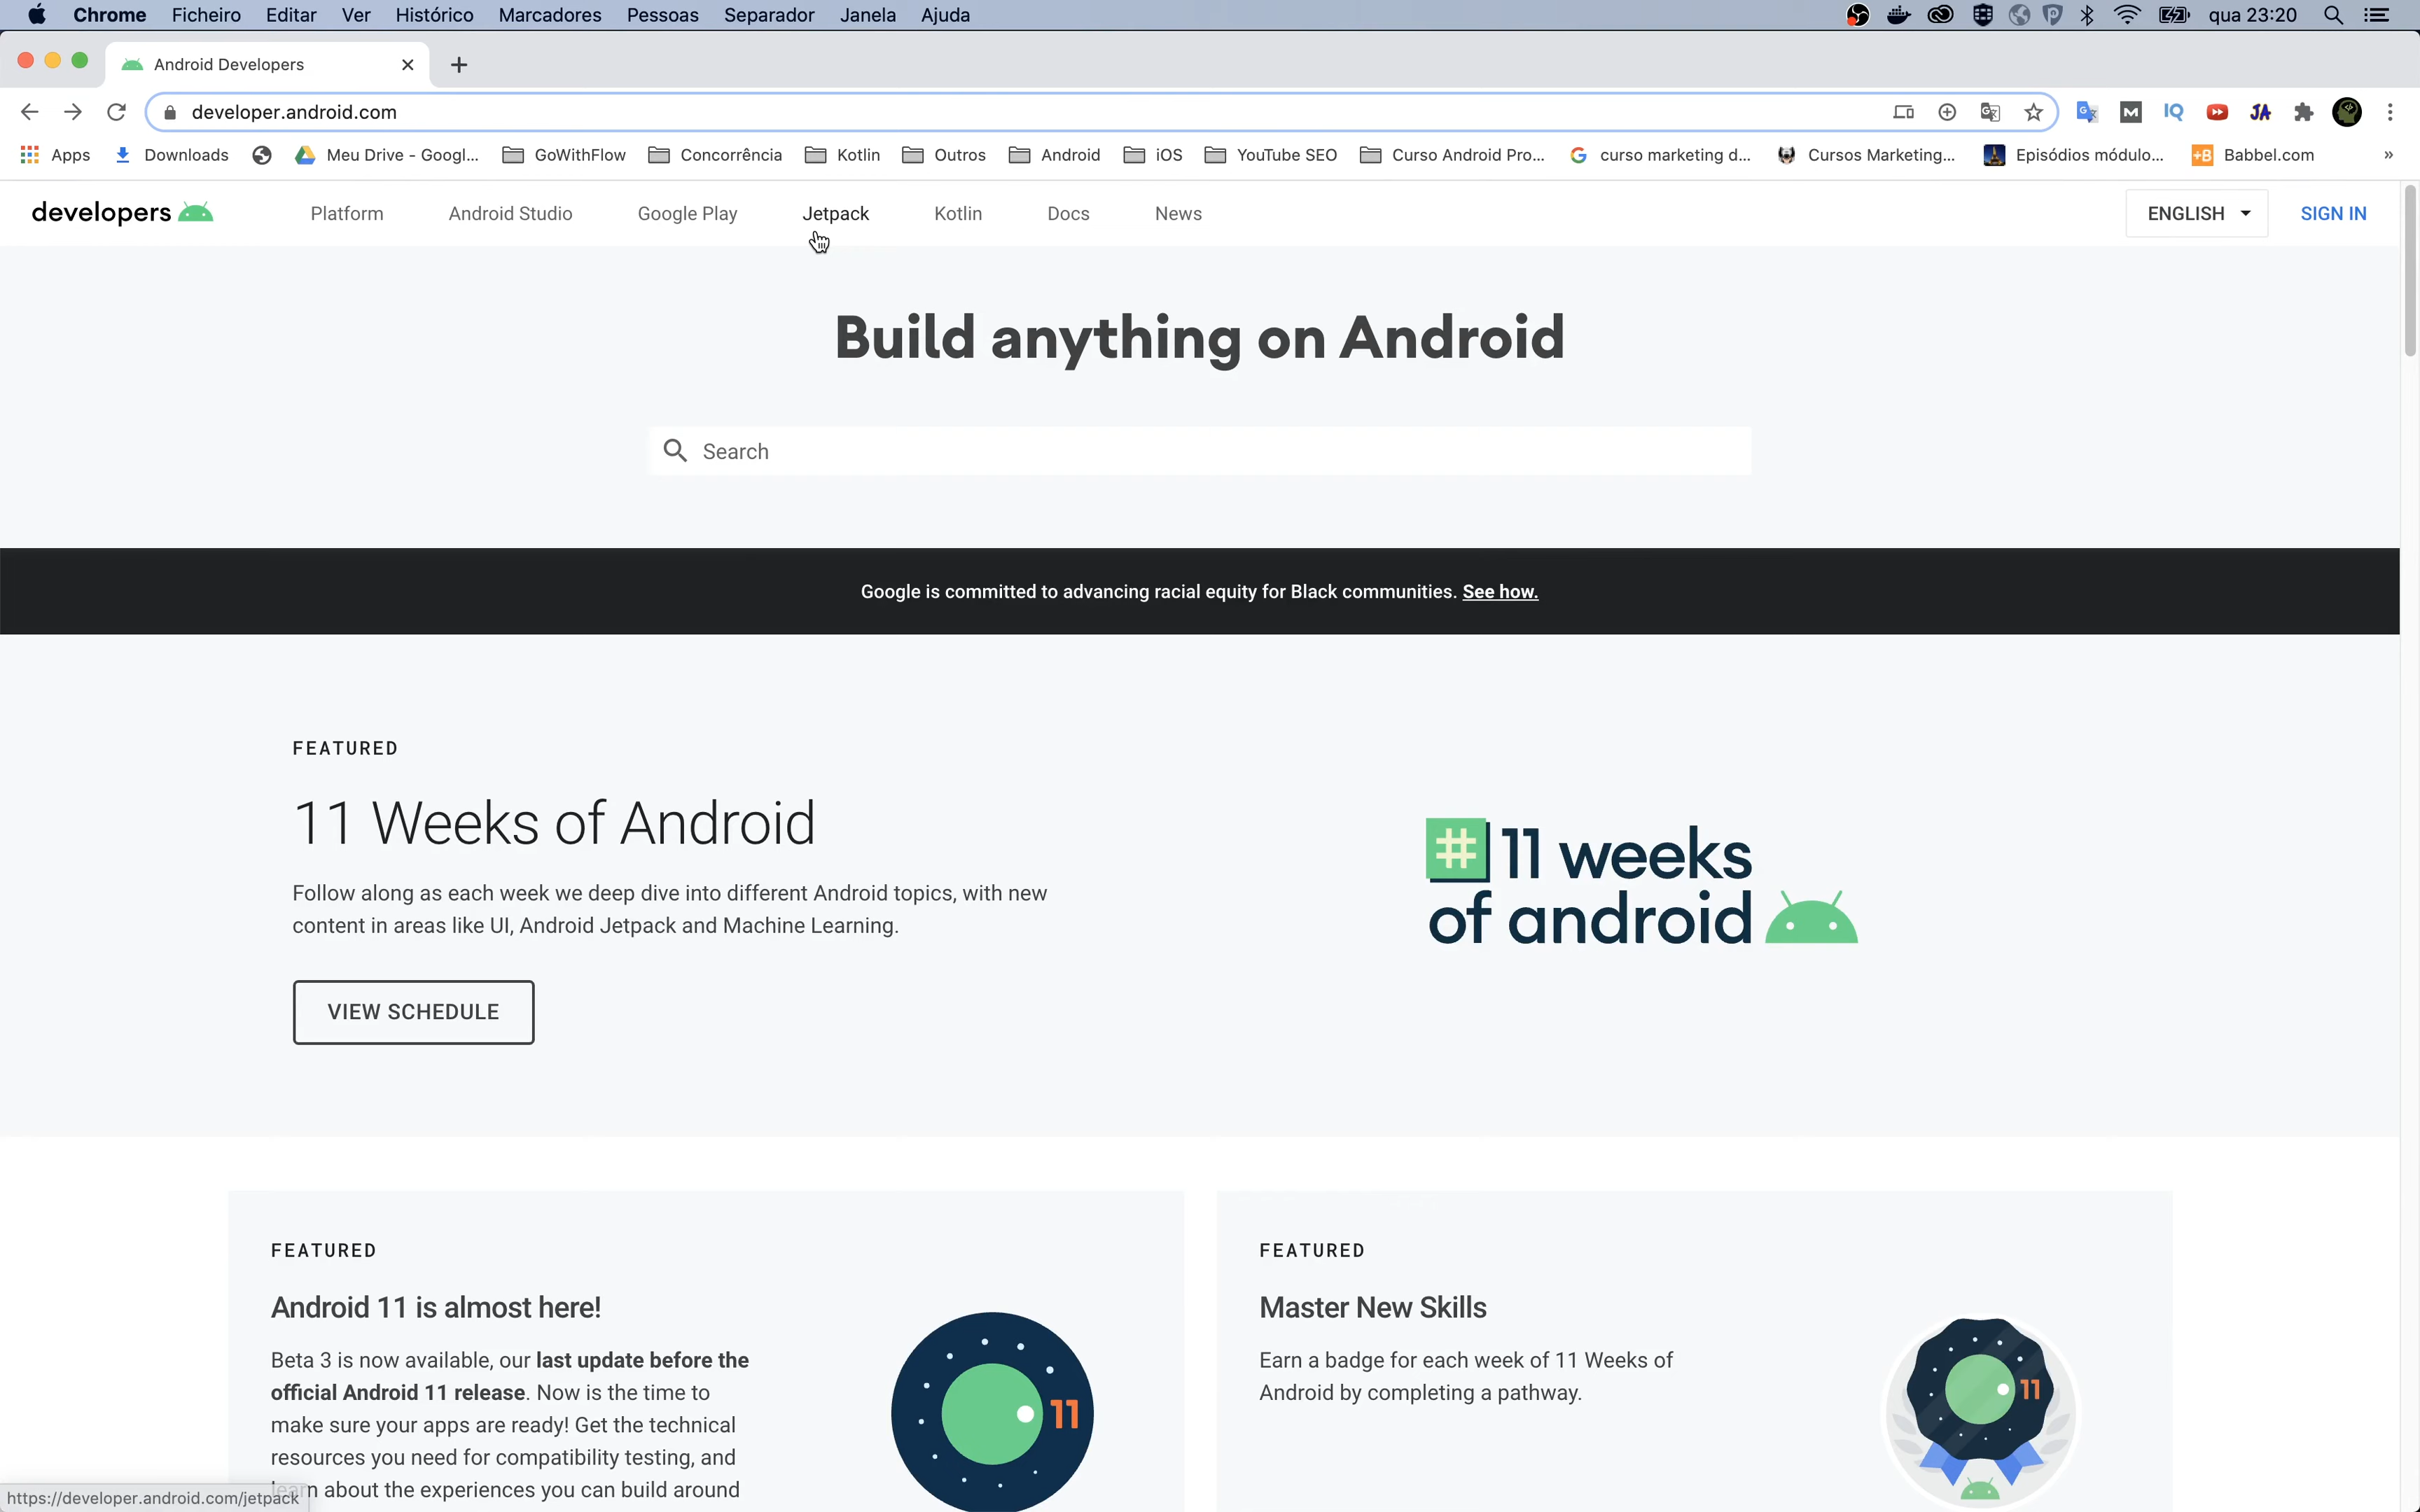 Chrome Ficheiro Editar Ver Histórico Marcadores Pessoas Separador Janela Ajuda qua 23:20
Android Developers
developer.android.com
Apps Downloads Meu Drive - Googl... GoWithFlow Concorrência Kotlin Outros Android iOS YouTube SEO Curso Android Pro... curso marketing d... Cursos Marketing... Episódios módulo... Babbel.com »
developers Platform Android Studio Google Play Jetpack Kotlin Docs News ENGLISH SIGN IN
Build anything on Android
Search
Google is committed to advancing racial equity for Black communities. See how.
FEATURED
11 Weeks of Android
Follow along as each week we deep dive into different Android topics, with new
content in areas like UI, Android Jetpack and Machine Learning.
VIEW SCHEDULE
# 11 weeks
of android
FEATURED
Android 11 is almost here!
Beta 3 is now available, our last update before the
official Android 11 release. Now is the time to
make sure your apps are ready! Get the technical
resources you need for compatibility testing, and
learn about the experiences you can build around
11
FEATURED
Master New Skills
Earn a badge for each week of 11 Weeks of
Android by completing a pathway.
11
https://developer.android.com/jetpack